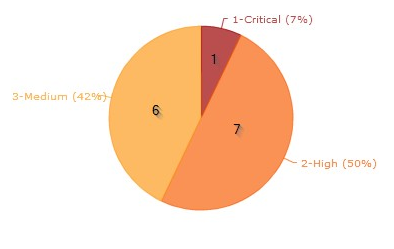 1-Critical (7%)
1
3-Medium (42%)
6
7
2-High (50%)